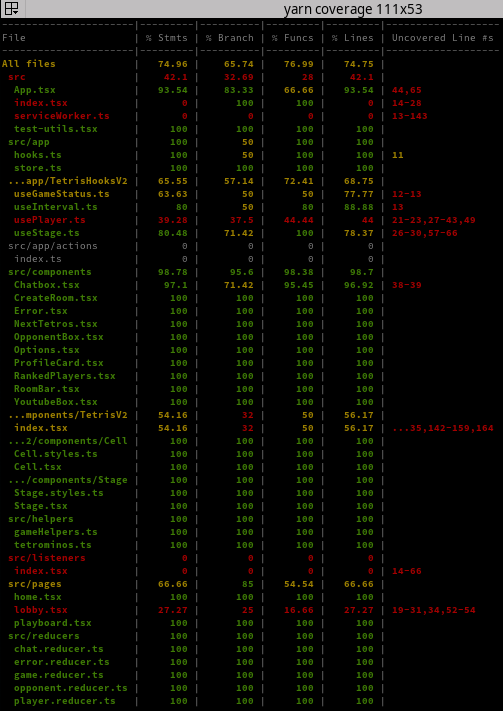 yarn coverage 111x53
File | % Stmts | % Branch | % Funcs | % Lines | Uncovered Line #s
All files | 74.96 | 65.74 | 76.99 | 74.75 |
src | 42.1 | 32.69 | 28 | 42.1 |
App.tsx | 93.54 | 83.33 | 66.66 | 93.54 | 44,65
index.tsx | 0 | 100 | 100 | 0 | 14-28
serviceWorker.ts | 0 | 0 | 0 | 0 | 13-143
test-utils.tsx | 100 | 100 | 100 | 100 |
src/app | 100 | 50 | 100 | 100 |
hooks.ts | 100 | 50 | 100 | 100 | 11
store.ts | 100 | 100 | 100 | 100 |
...app/TetrisHooksV2 | 65.55 | 57.14 | 72.41 | 68.75 |
useGameStatus.ts | 63.63 | 50 | 50 | 77.77 | 12-13
useInterval.ts | 80 | 50 | 80 | 88.88 | 13
usePlayer.ts | 39.28 | 37.5 | 44.44 | 44 | 21-23,27-43,49
useStage.ts | 80.48 | 71.42 | 100 | 78.37 | 26-30,57-66
src/app/actions | 0 | 0 | 0 | 0 |
index.ts | 0 | 0 | 0 | 0 |
src/components | 98.78 | 95.6 | 98.38 | 98.7 |
Chatbox.tsx | 97.1 | 71.42 | 95.45 | 96.92 | 38-39
CreateRoom.tsx | 100 | 100 | 100 | 100 |
Error.tsx | 100 | 100 | 100 | 100 |
NextTetros.tsx | 100 | 100 | 100 | 100 |
OpponentBox.tsx | 100 | 100 | 100 | 100 |
Options.tsx | 100 | 100 | 100 | 100 |
ProfileCard.tsx | 100 | 100 | 100 | 100 |
RankedPlayers.tsx | 100 | 100 | 100 | 100 |
RoomBar.tsx | 100 | 100 | 100 | 100 |
YoutubeBox.tsx | 100 | 100 | 100 | 100 |
...mponents/TetrisV2 | 54.16 | 32 | 50 | 56.17 |
index.tsx | 54.16 | 32 | 50 | 56.17 | ...35,142-159,164
...2/components/Cell | 100 | 100 | 100 | 100 |
Cell.styles.ts | 100 | 100 | 100 | 100 |
Cell.tsx | 100 | 100 | 100 | 100 |
.../components/Stage | 100 | 100 | 100 | 100 |
Stage.styles.ts | 100 | 100 | 100 | 100 |
Stage.tsx | 100 | 100 | 100 | 100 |
src/helpers | 100 | 100 | 100 | 100 |
gameHelpers.ts | 100 | 100 | 100 | 100 |
tetrominos.ts | 100 | 100 | 100 | 100 |
src/listeners | 0 | 0 | 0 | 0 |
index.tsx | 0 | 0 | 0 | 0 | 14-66
src/pages | 66.66 | 85 | 54.54 | 66.66 |
home.tsx | 100 | 100 | 100 | 100 |
lobby.tsx | 27.27 | 25 | 16.66 | 27.27 | 19-31,34,52-54
playboard.tsx | 100 | 100 | 100 | 100 |
src/reducers | 100 | 100 | 100 | 100 |
chat.reducer.ts | 100 | 100 | 100 | 100 |
error.reducer.ts | 100 | 100 | 100 | 100 |
game.reducer.ts | 100 | 100 | 100 | 100 |
opponent.reducer.ts | 100 | 100 | 100 | 100 |
player.reducer.ts | 100 | 100 | 100 | 100 |